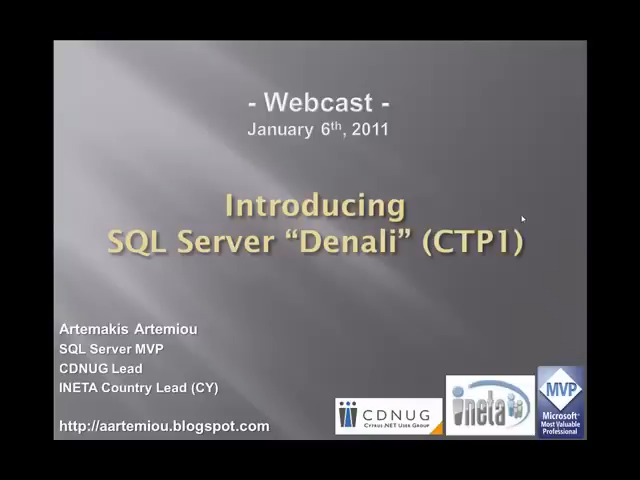 - Webcast -
January 6th, 2011
Introducing
SQL Server “Denali” (CTP1)
Artemakis Artemiou
SQL Server MVP
CDNUG Lead
INETA Country Lead (CY)
http://aartemiou.blogspot.com
CDNUG
CYPRUS .NET USER GROUP
ineta
MVP
Microsoft®
Most Valuable
Professional